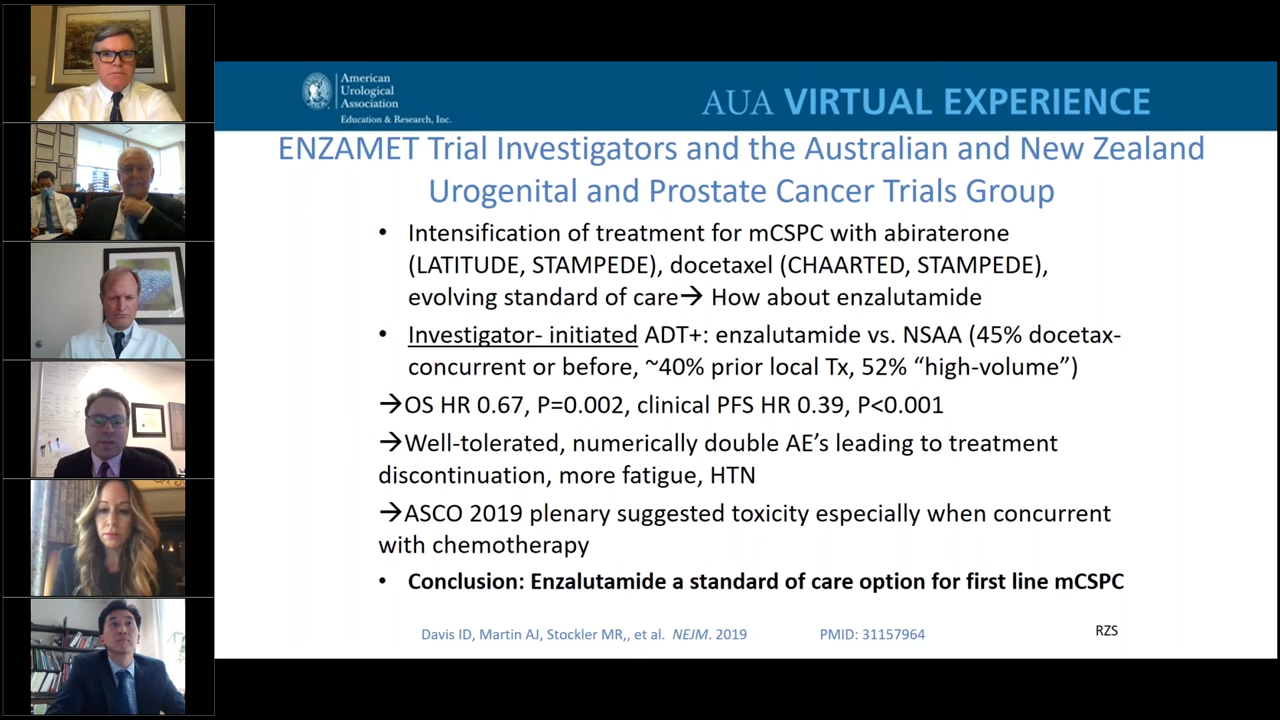 American
Urological
Association
Education & Research, Inc.
AUA VIRTUAL EXPERIENCE
ENZAMET Trial Investigators and the Australian and New Zealand
Urogenital and Prostate Cancer Trials Group
• Intensification of treatment for mCSPC with abiraterone
(LATITUDE, STAMPEDE), docetaxel (CHAARTED, STAMPEDE),
evolving standard of care→ How about enzalutamide
• Investigator- initiated ADT+: enzalutamide vs. NSAA (45% docetax-
concurrent or before, ~40% prior local Tx, 52% “high-volume”)
→OS HR 0.67, P=0.002, clinical PFS HR 0.39, P<0.001
→Well-tolerated, numerically double AE’s leading to treatment
discontinuation, more fatigue, HTN
→ASCO 2019 plenary suggested toxicity especially when concurrent
with chemotherapy
• Conclusion: Enzalutamide a standard of care option for first line mCSPC
Davis ID, Martin AJ, Stockler MR,, et al. NEJM. 2019 PMID: 31157964 RZS